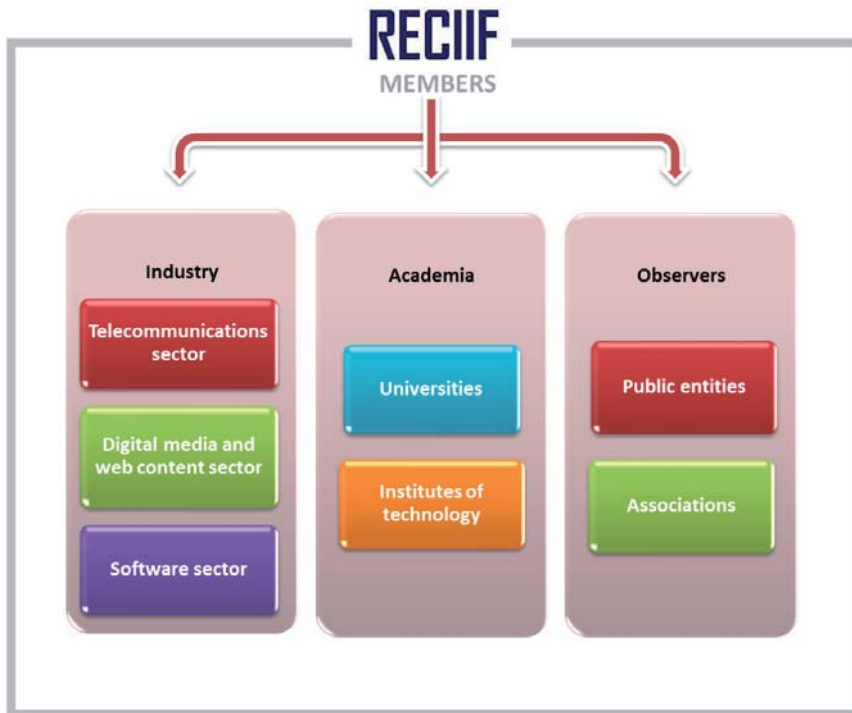 RECIIF
MEMBERS
Industry
Telecommunications
sector
Digital media and
web content sector
Software sector
Academia
Universities
Institutes of
technology
Observers
Public entities
Associations